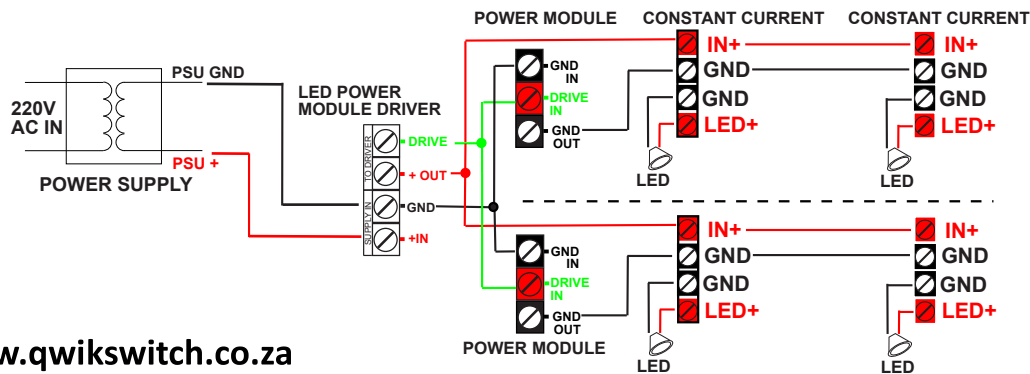 POWER MODULE CONSTANT CURRENT CONSTANT CURRENT
PSU GND
220V
AC IN
PSU +
POWER SUPPLY
LED POWER
MODULE DRIVER
TO DRIVER
SUPPLY IN
DRIVE
+ OUT
GND
+IN
GND
IN
DRIVE
IN
GND
OUT
IN+
GND
GND
LED+
LED
IN+
GND
GND
LED+
LED
GND
IN
DRIVE
IN
GND
OUT
POWER MODULE
IN+
GND
GND
LED+
LED
IN+
GND
GND
LED+
LED
w.qwikswitch.co.za